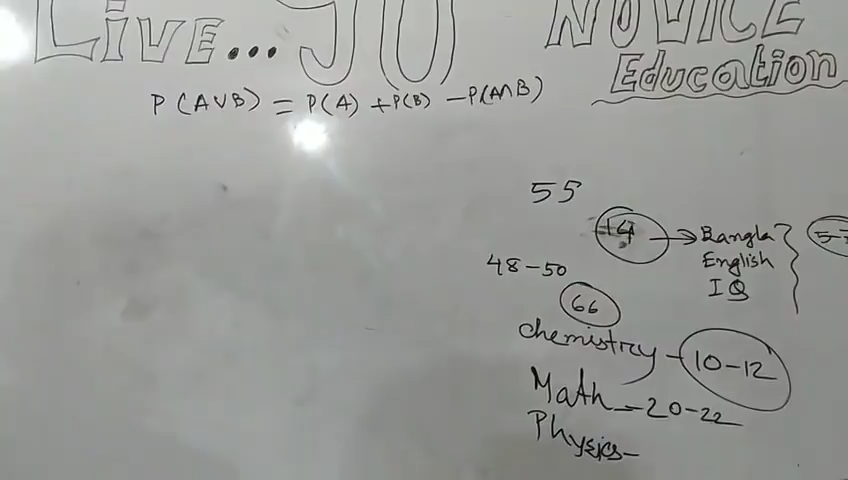 Live... JU NOVICE
Education
P(A∪B) = P(A) + P(B) - P(A∩B)
55
14 → Bangla
English
IQ
48-50
66
chemistry - 10-12
Math - 20-22
Physics-